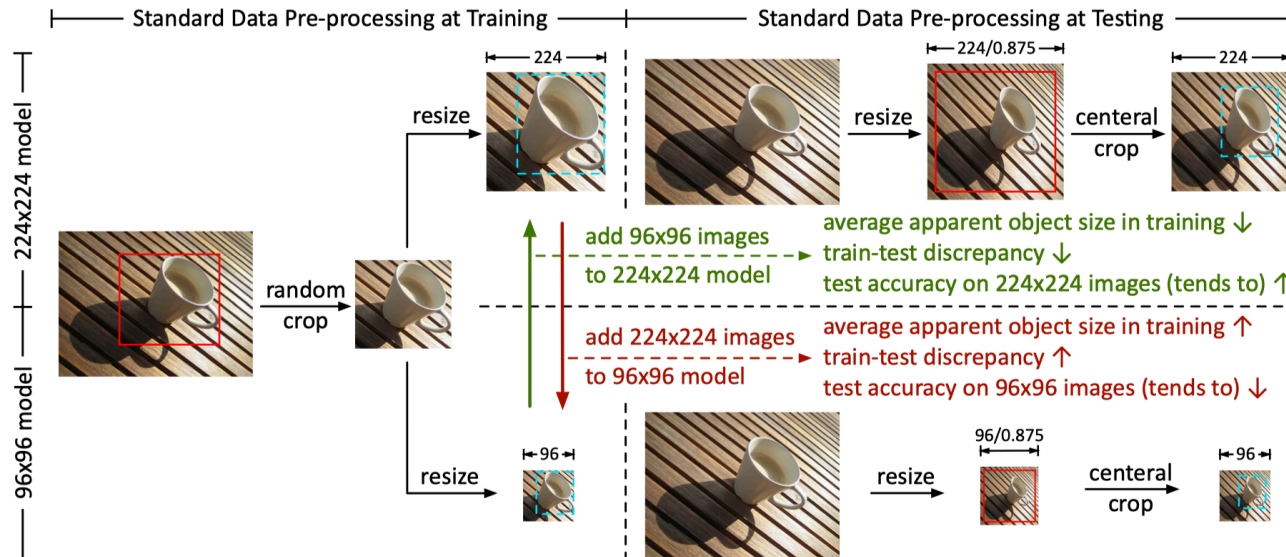 Standard Data Pre-processing at Training
Standard Data Pre-processing at Testing
224x224 model
96x96 model
random
crop
resize
224
resize
224/0.875
centeral
crop
224
add 96x96 images
to 224x224 model
average apparent object size in training ↓
train-test discrepancy ↓
test accuracy on 224x224 images (tends to) ↑
add 224x224 images
to 96x96 model
average apparent object size in training ↑
train-test discrepancy ↑
test accuracy on 96x96 images (tends to) ↓
resize
96
resize
96/0.875
centeral
crop
96